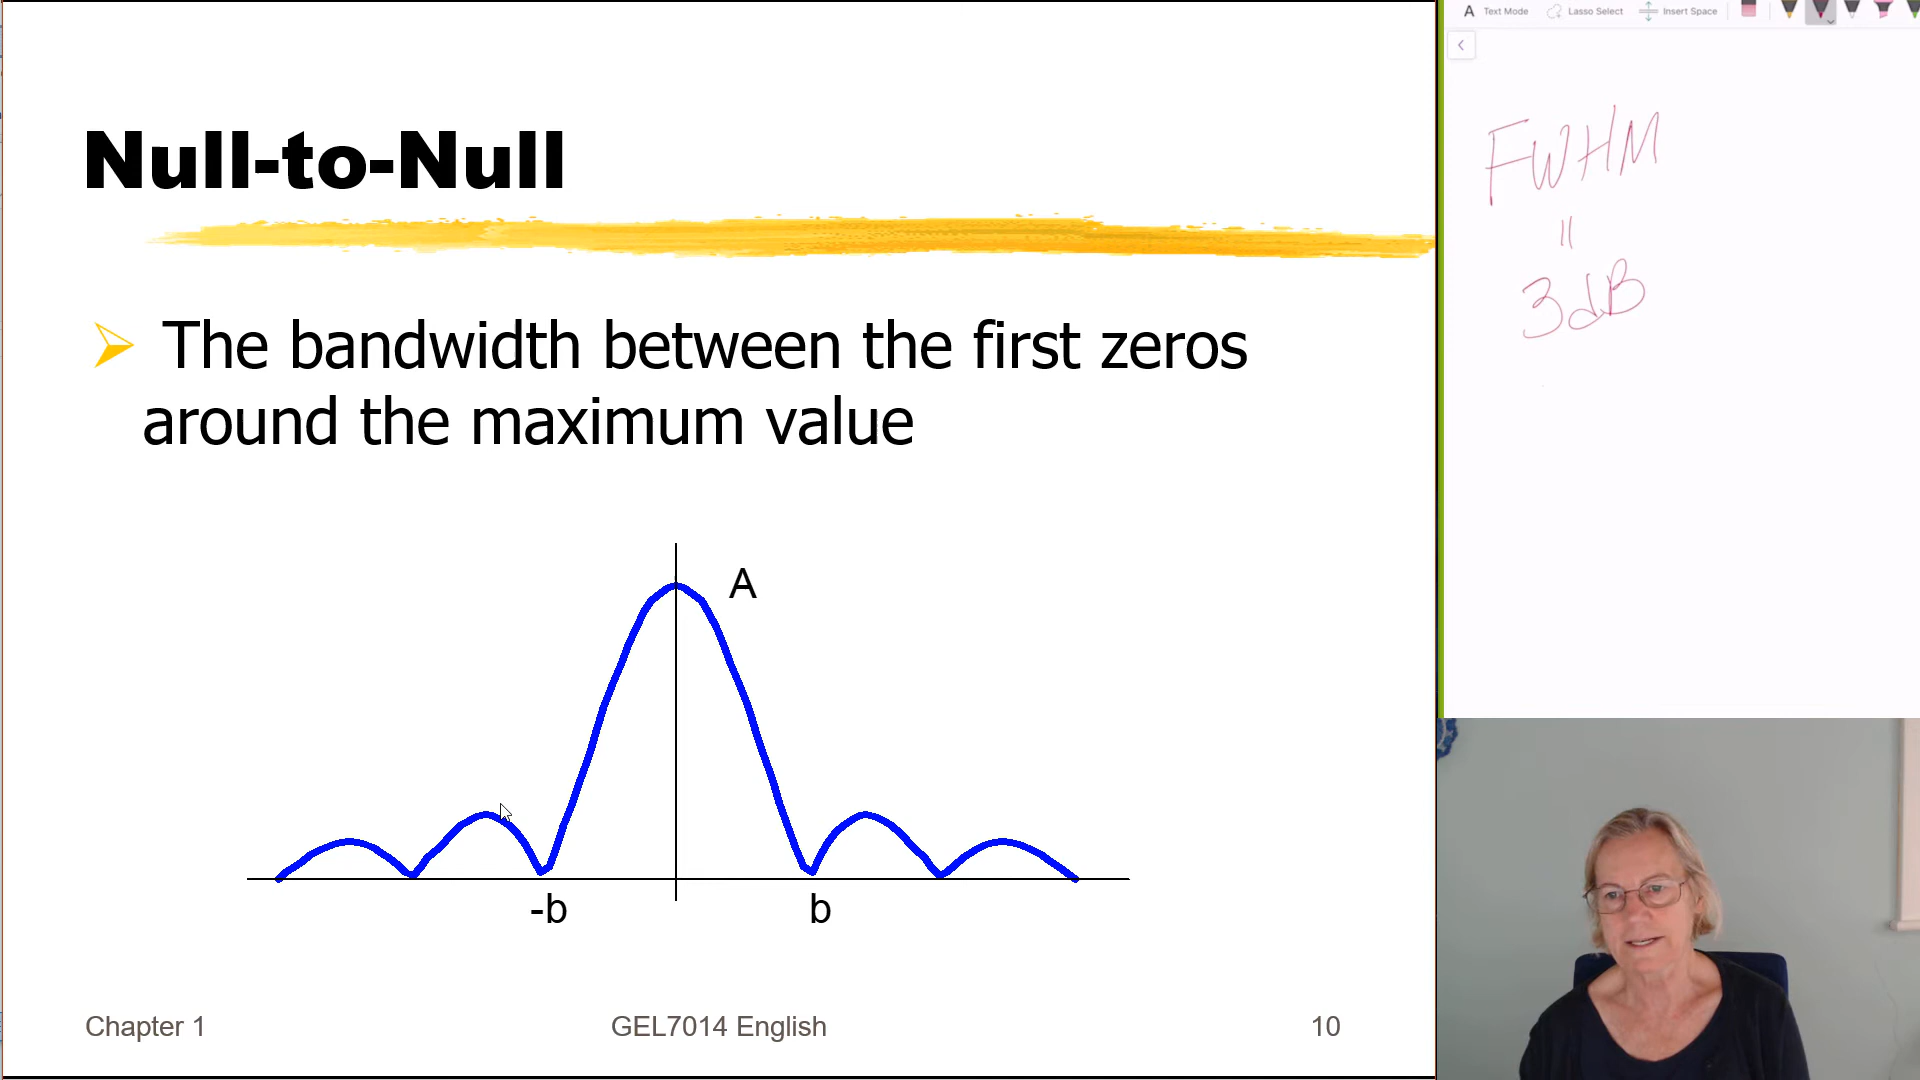 Null-to-Null
The bandwidth between the first zeros
around the maximum value
A
-b
b
Chapter 1
GEL7014 English
10
A Text Mode
Lasso Select
Insert Space
FWHM
=
3dB